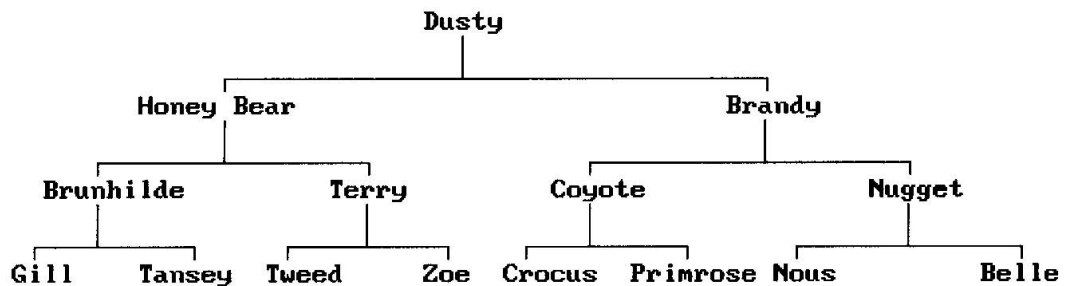 Dusty
Honey Bear Brandy
Brunhilde Terry Coyote Nugget
Gill Tansey Tweed Zoe Crocus Primrose Nous Belle